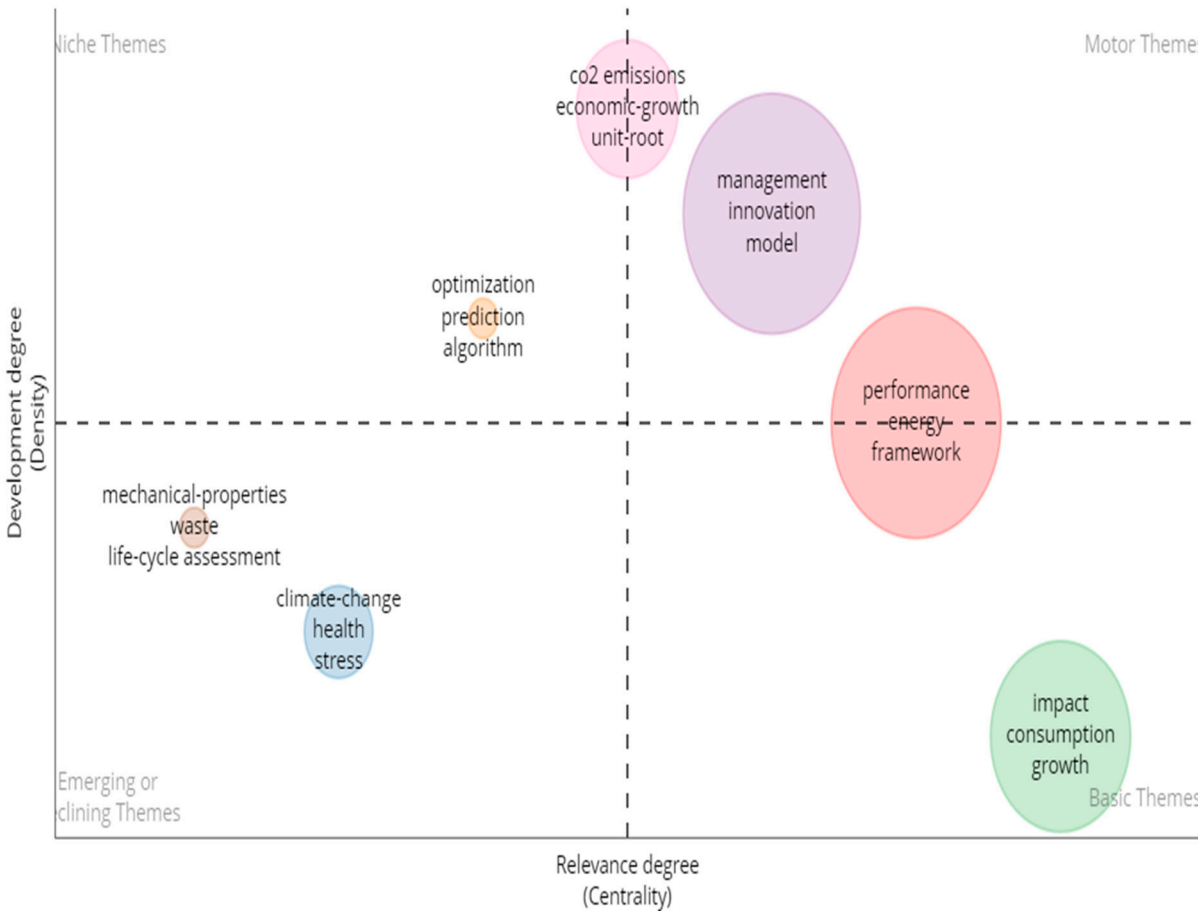 Niche Themes
Motor Themes
co2 emissions
economic-growth
unit-root
management
innovation
model
optimization
prediction
algorithm
Development degree
(Density)
performance
energy
framework
mechanical-properties
waste
life-cycle assessment
climate-change
health
stress
impact
consumption
growth
Emerging or
clining Themes
Basic Themes
Relevance degree
(Centrality)